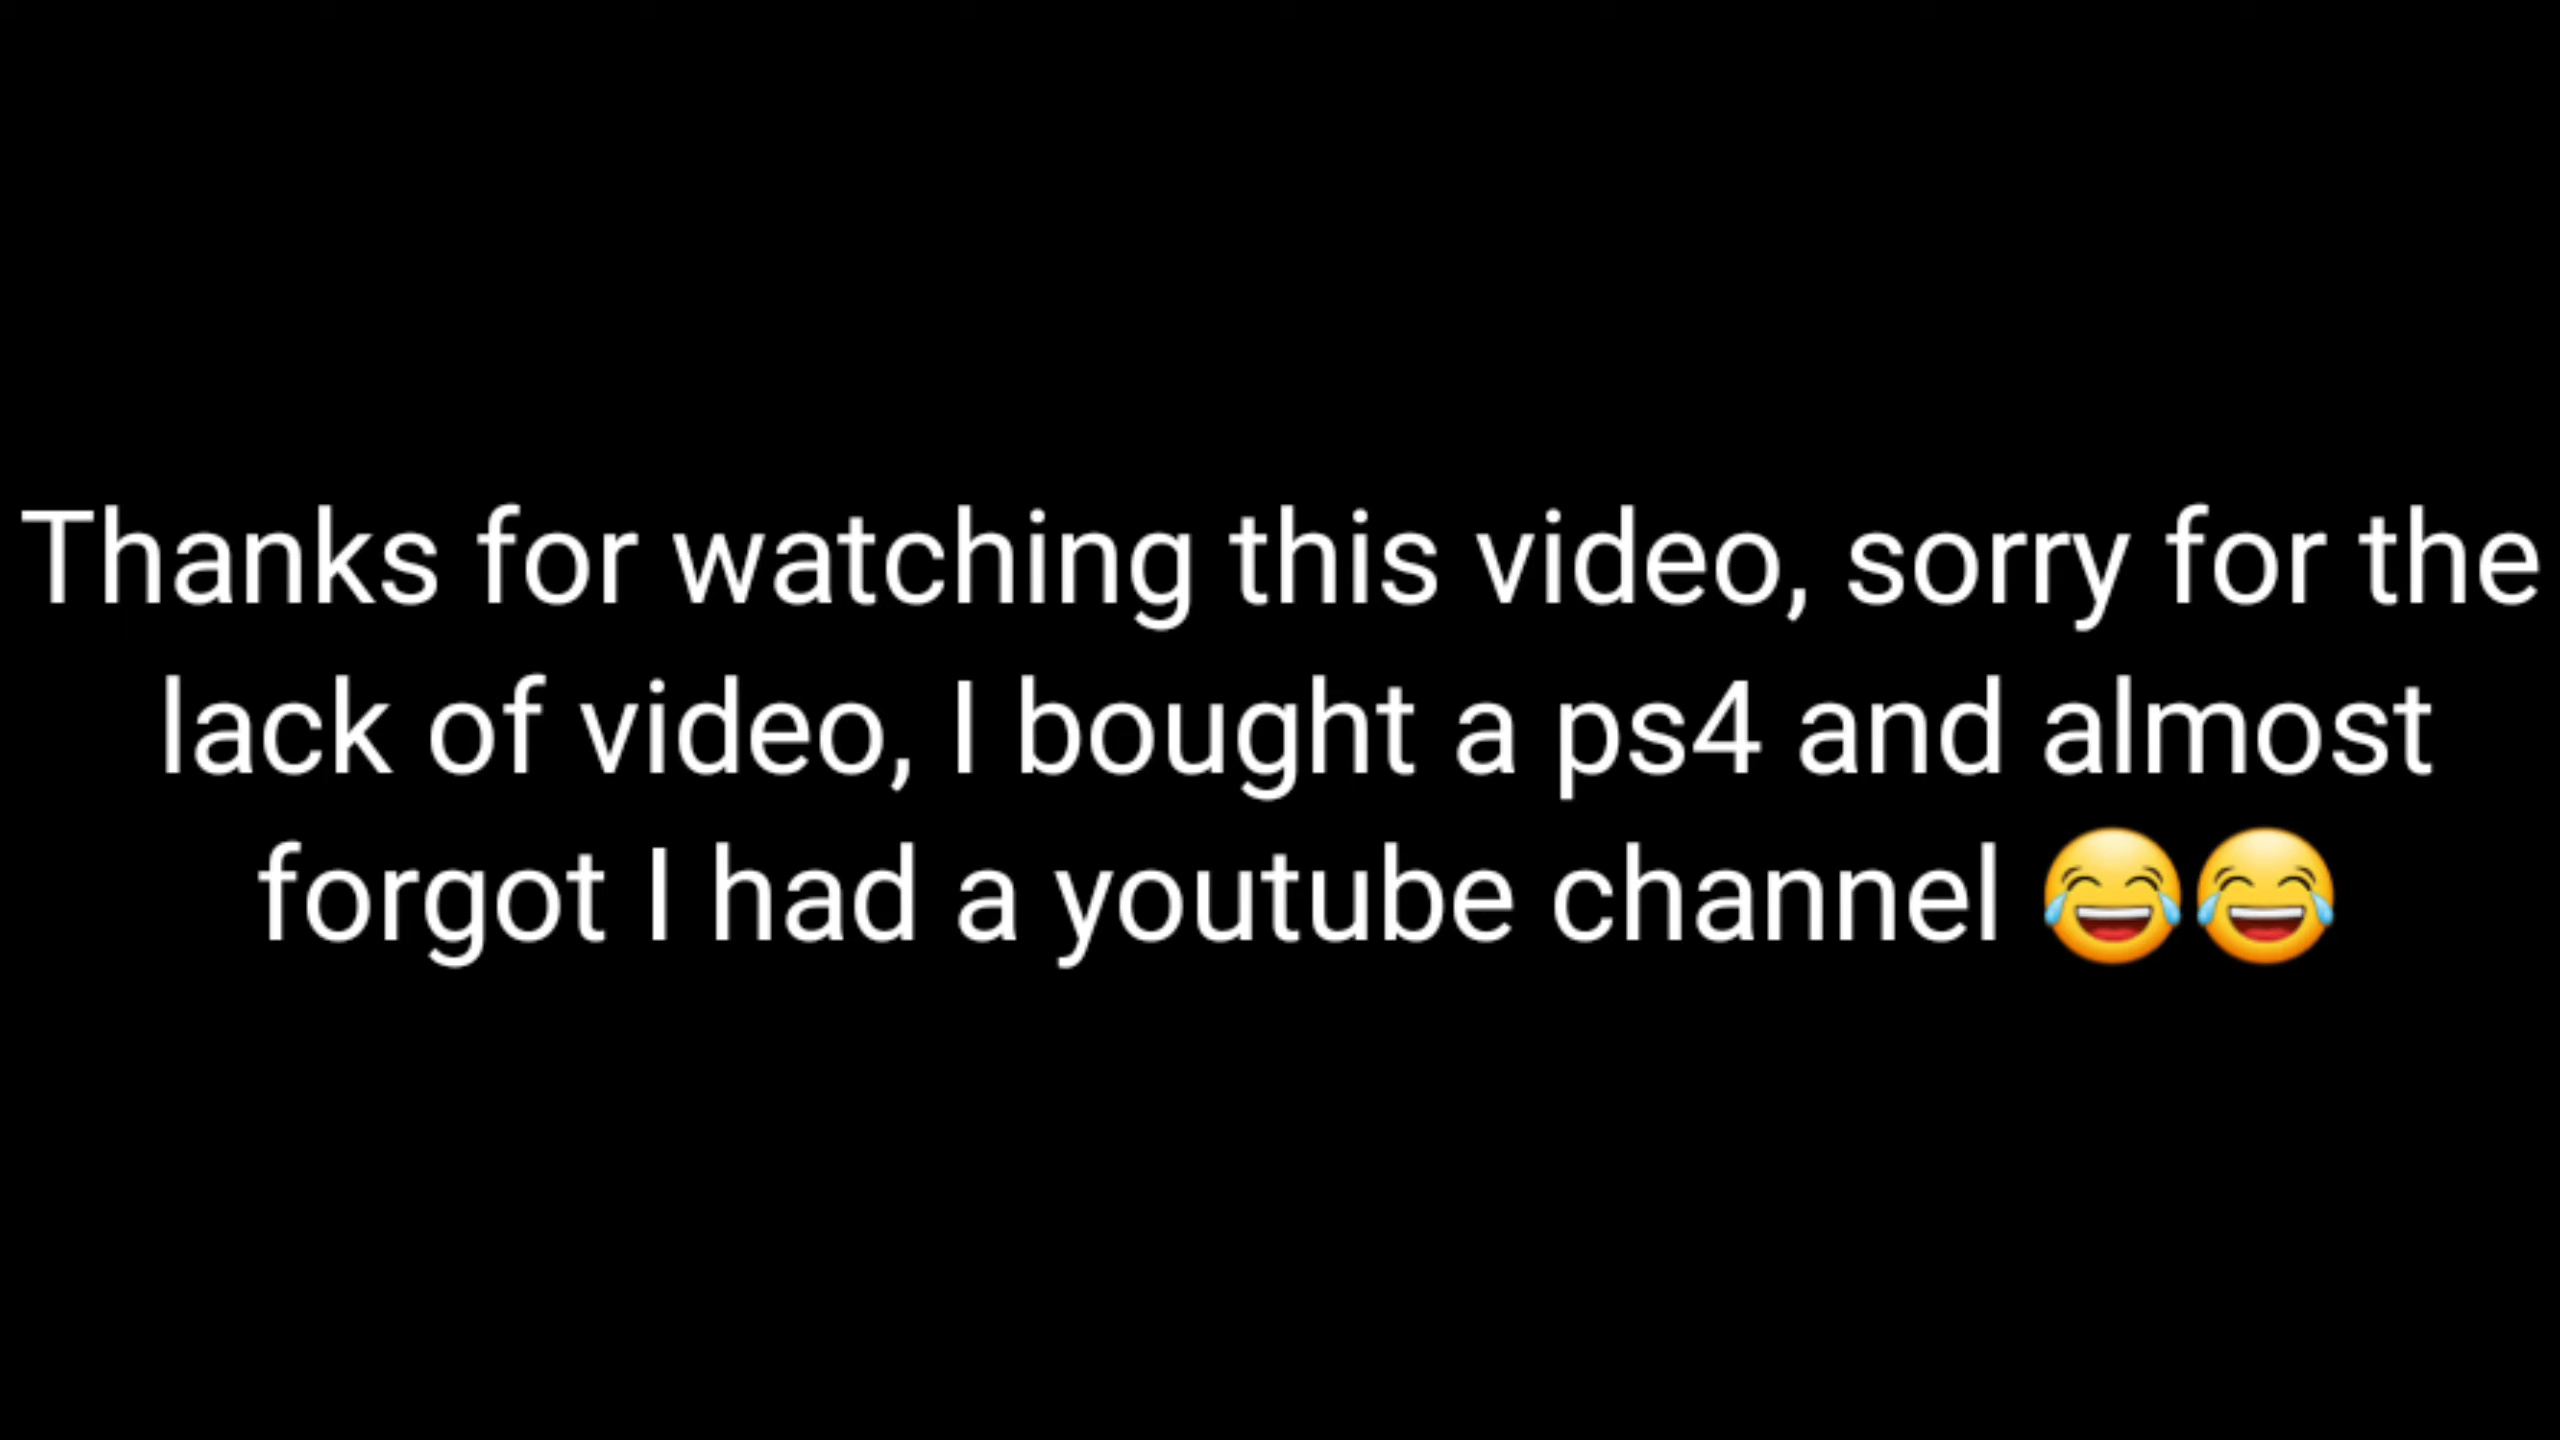 Thanks for watching this video, sorry for the
lack of video, I bought a ps4 and almost
forgot I had a youtube channel 😂😂